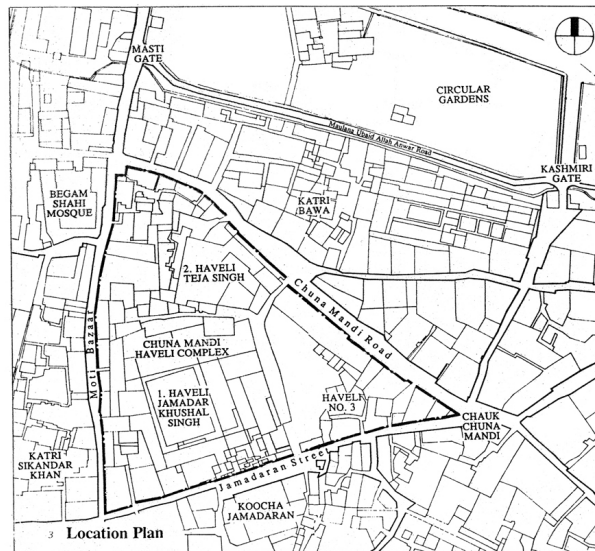 MASTI
GATE
CIRCULAR
GARDENS
Maulana Ubaid Allah Anwar Road
KASHMIRI
GATE
BEGAM
SHAHI
MOSQUE
KATRI
BAWA
2. HAVELI
TEJA SINGH
Chuna Mandi Road
Moti Bazaar
CHUNA MANDI
HAVELI COMPLEX
1. HAVELI
JAMADAR
KHUSHAL
SINGH
HAVELI
NO. 3
CHAUK
CHUNA
MANDI
KATRI
SIKANDAR
KHAN
Jamadaran Street
KOOCHA
JAMADARAN
3 Location Plan